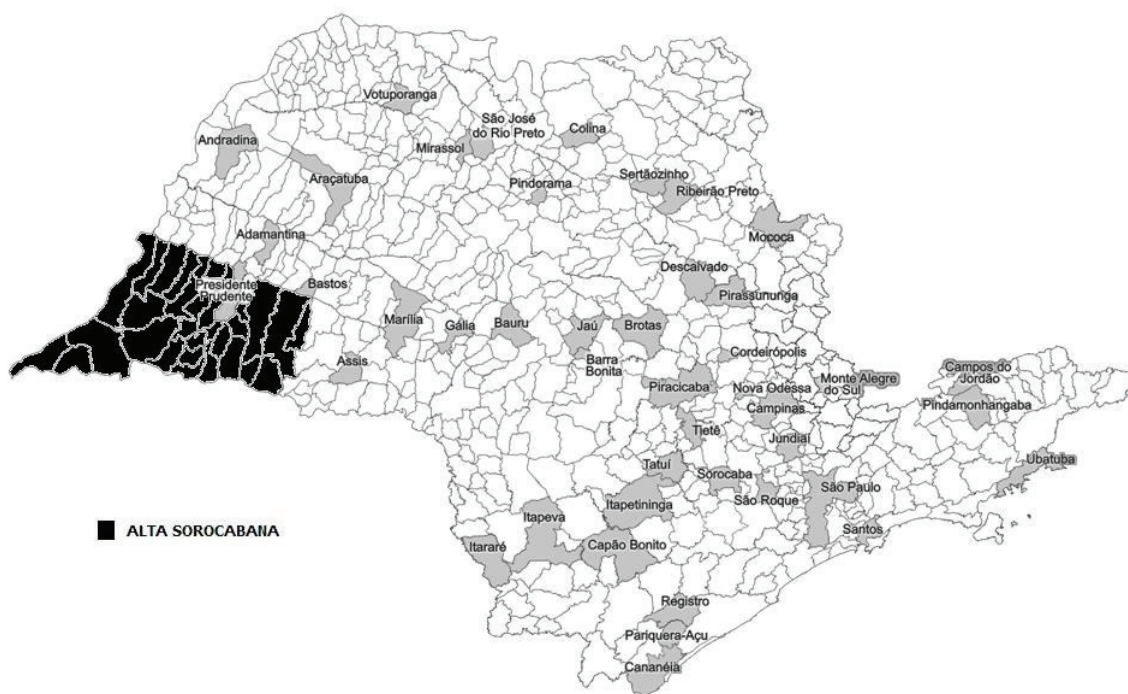 Votuporanga
São José
do Rio Preto
Colina
Andradina
Mirassol
Araçatuba
Pindorama
Sertãozinho
Ribeirão Preto
Adamantina
Mococa
Descalvado
Presidente
Prudente
Bastos
Pirassununga
Marília
Gália
Bauru
Jaú
Brotas
Assis
Barra
Bonita
Cordeirópolis
Piracicaba
Nova Odessa
Monte Alegre
do Sul
Campos do
Jordão
Campinas
Pindamonhangaba
Tietê
Jundiaí
Ubatuba
Tatuí
Sorocaba
São Roque
São Paulo
Itapetininga
Itapeva
Santos
ALTA SOROCABANA
Itararé
Capão Bonito
Registro
Pariquera-Açu
Cananéia